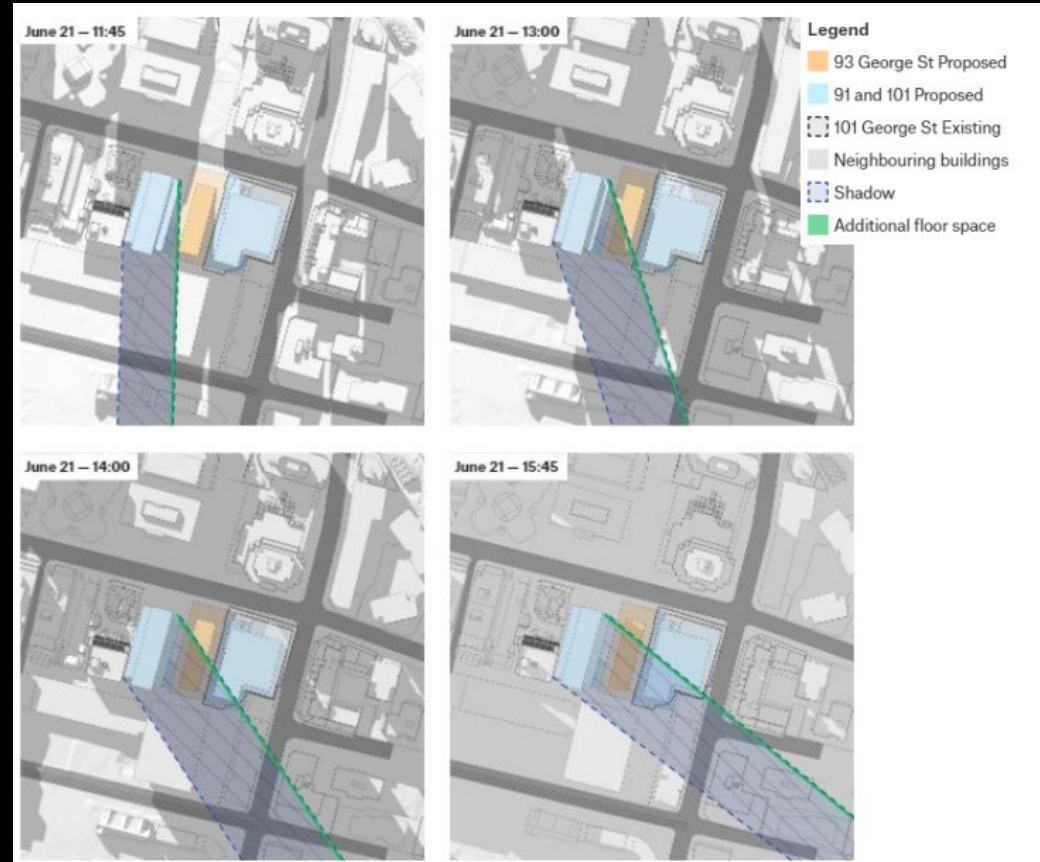 June 21 — 11:45
June 21 — 13:00
Legend
93 George St Proposed
91 and 101 Proposed
101 George St Existing
Neighbouring buildings
Shadow
Additional floor space
June 21 — 14:00
June 21 — 15:45